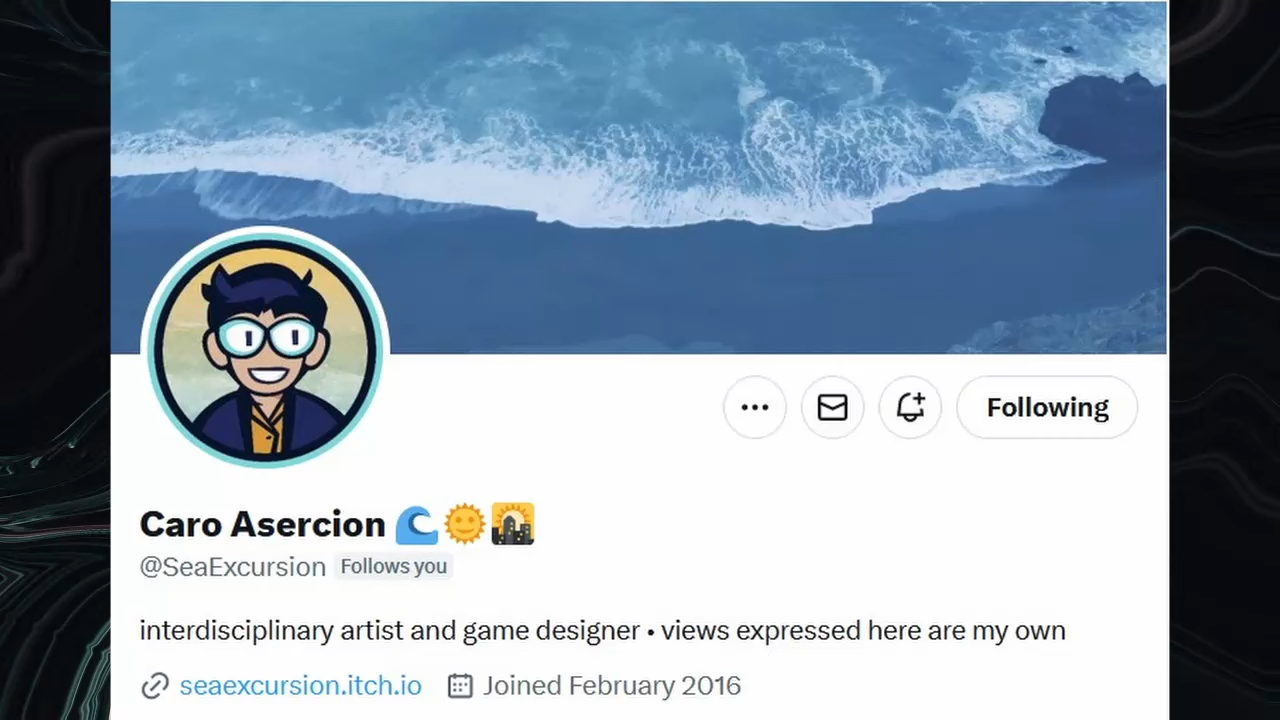 Following
Caro Asercion 🌊🌞🌇
@SeaExcursion Follows you
interdisciplinary artist and game designer • views expressed here are my own
seaexcursion.itch.io Joined February 2016